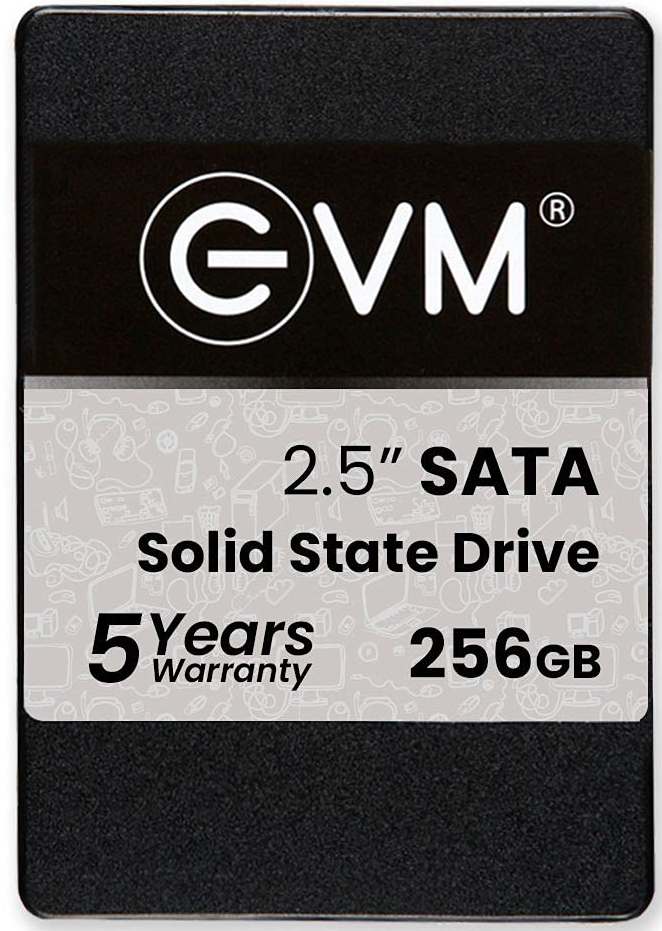 EVM®
2.5” SATA
Solid State Drive
5 Years
Warranty
256GB